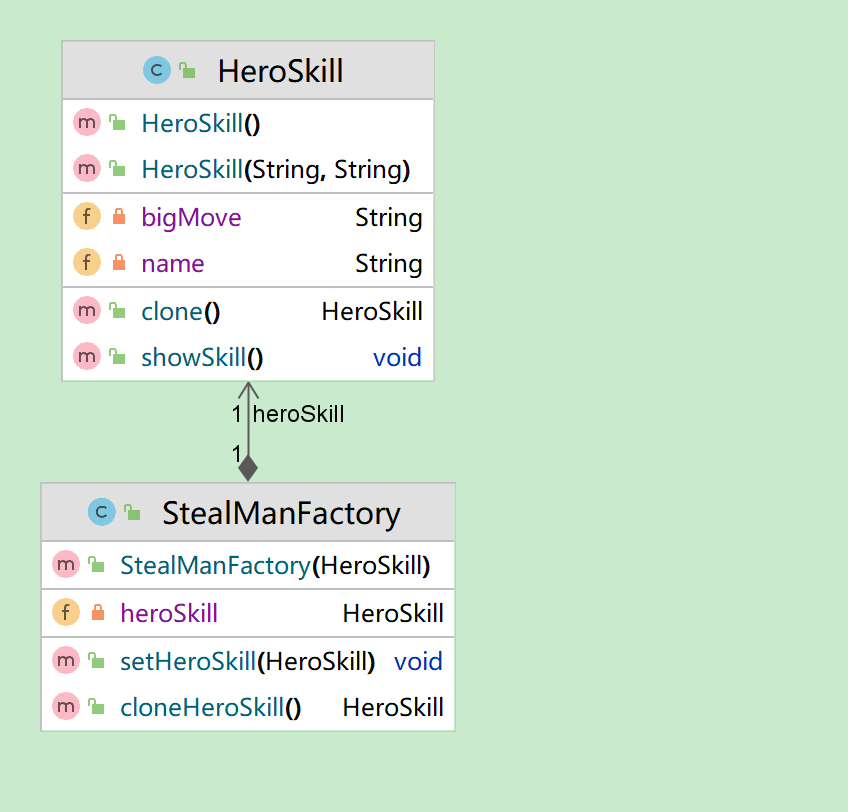 C HeroSkill
m HeroSkill()
m HeroSkill(String, String)
f bigMove String
f name String
m clone() HeroSkill
m showSkill() void
1 heroSkill
1
C StealManFactory
m StealManFactory(HeroSkill)
f heroSkill HeroSkill
m setHeroSkill(HeroSkill) void
m cloneHeroSkill() HeroSkill